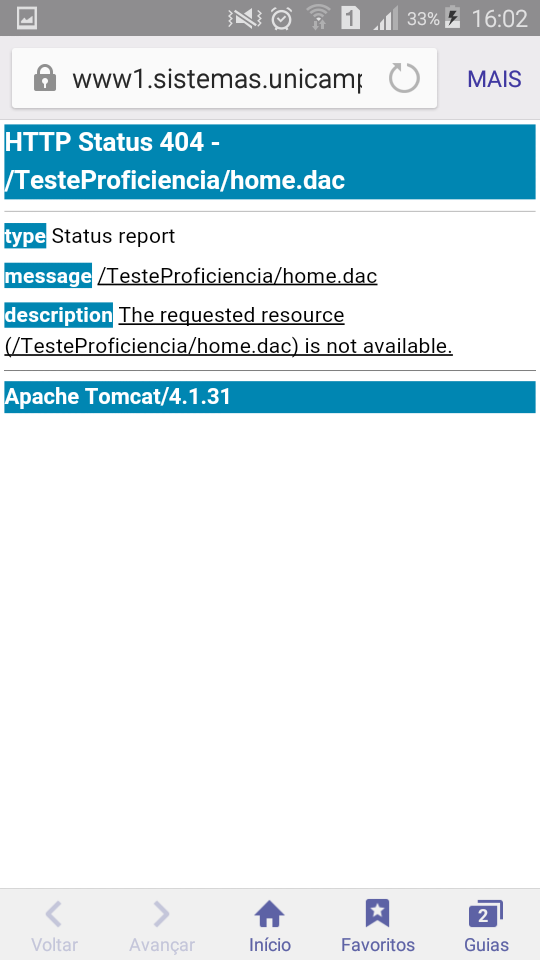 1 33% 16:02
www1.sistemas.unicamp MAIS
HTTP Status 404 -
/TesteProficiencia/home.dac
type Status report
message /TesteProficiencia/home.dac
description The requested resource
(/TesteProficiencia/home.dac) is not available.
Apache Tomcat/4.1.31
2
Voltar Avançar Início Favoritos Guias